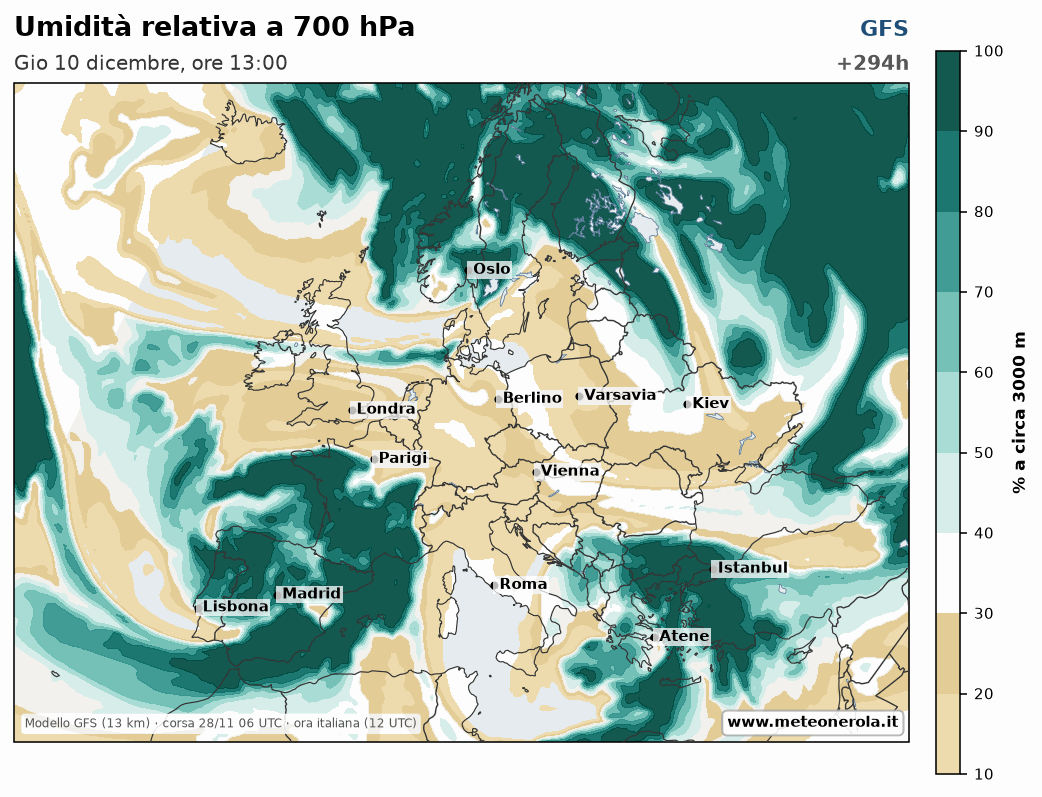 Umidità relativa a 700 hPa
GFS
Gio 10 dicembre, ore 13:00
+294h
100
90
80
70
60
50
40
30
20
10
% a circa 3000 m
Oslo
Berlino
Varsavia
Kiev
Londra
Parigi
Vienna
Istanbul
Roma
Madrid
Lisbona
Atene
Modello GFS (13 km) · corsa 28/11 06 UTC · ora italiana (12 UTC)
www.meteonerola.it